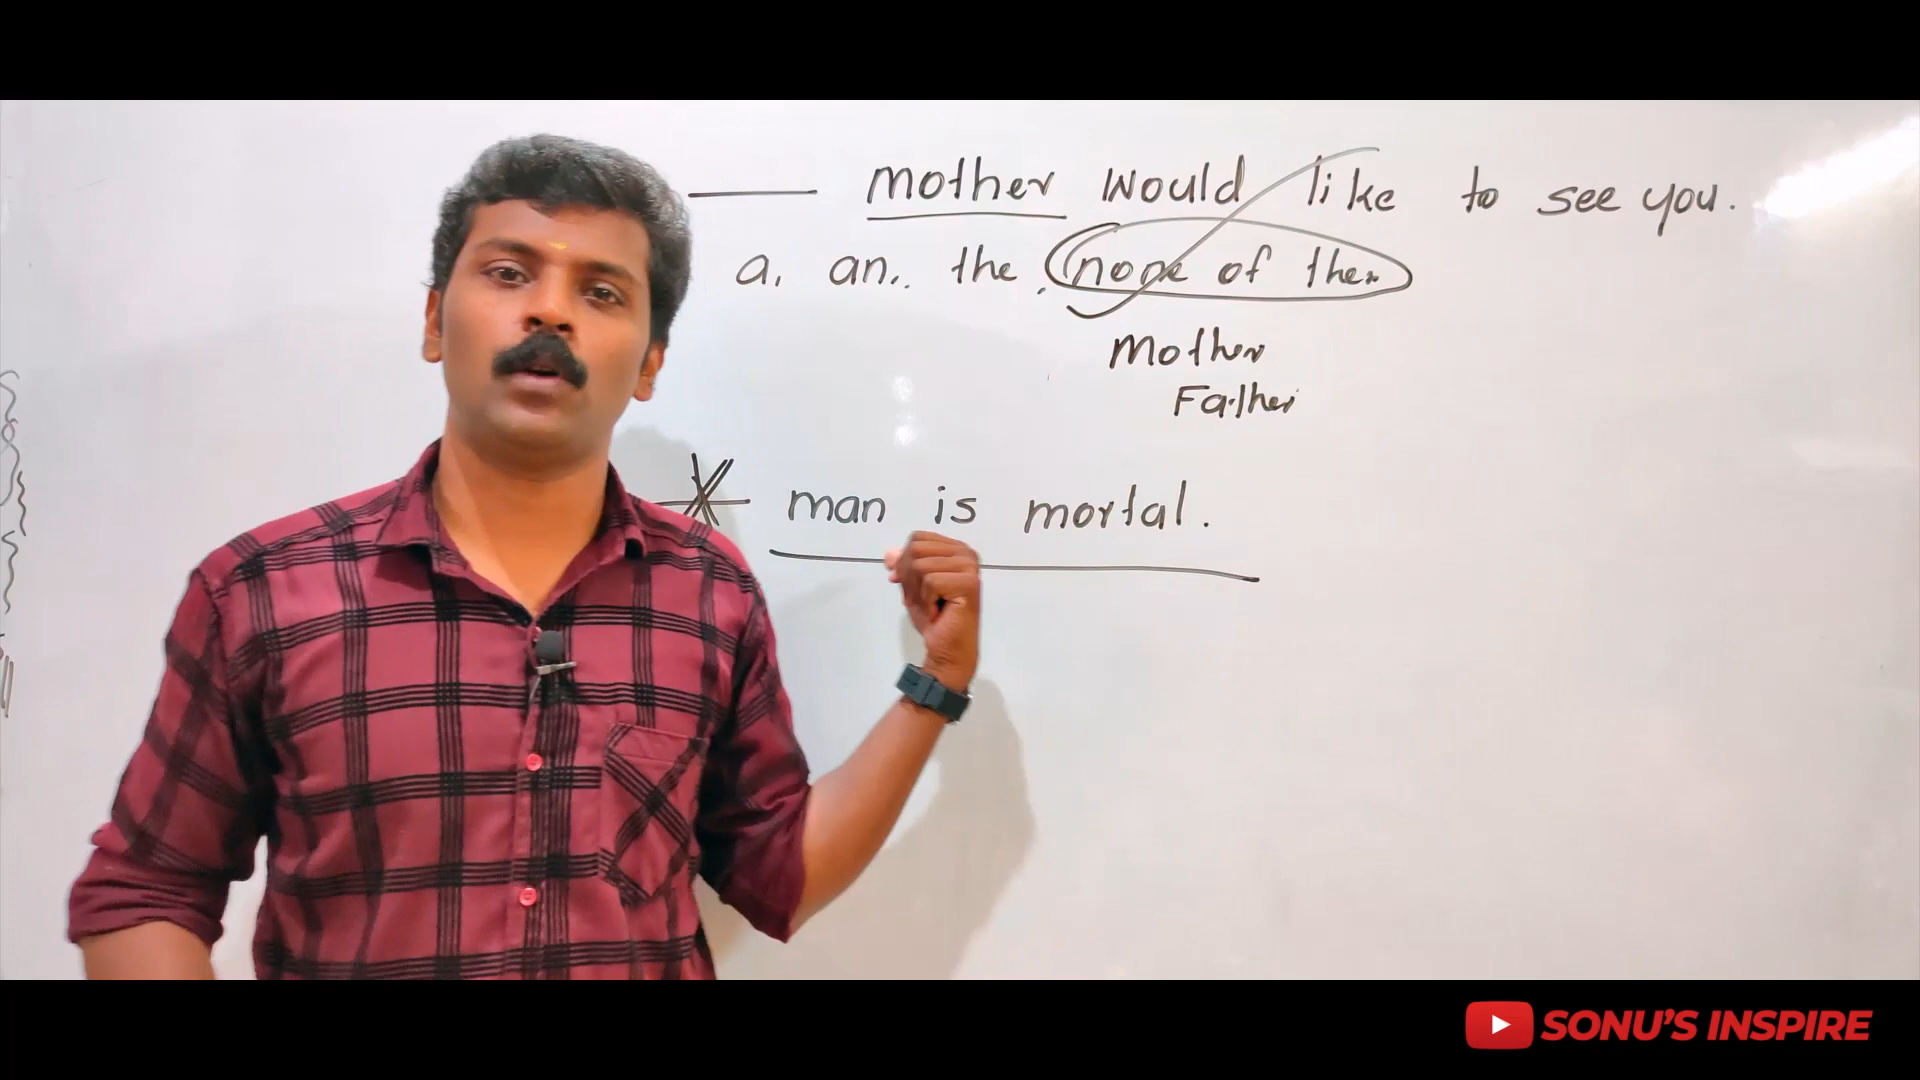 ___ mother would like to see you.
a, an, the, none of them
Mother
Father
man is mortal.
SONU'S INSPIRE